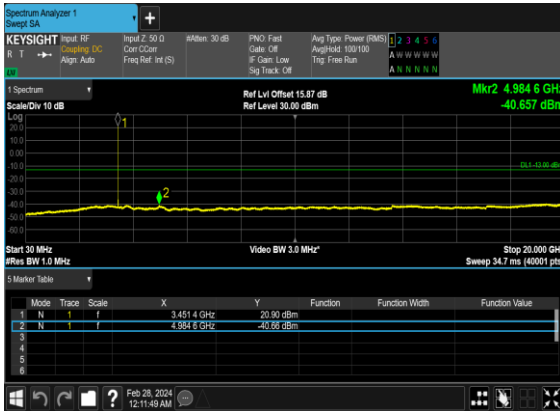 Spectrum Analyzer 1
Swept SA
+
KEYSIGHT
R T
LXI
Input: RF
Coupling: DC
Align: Auto
Input Z: 50 Ω
Corr CCorr
Freq Ref: Int (S)
#Atten: 30 dB
PNO: Fast
Gate: Off
IF Gain: Low
Sig Track: Off
Avg Type: Power (RMS)
Avg|Hold: 100/100
Trig: Free Run
1 2 3 4 5 6
A W W W W W
A N N N N N
1 Spectrum
Scale/Div 10 dB
Ref Lvl Offset 15.87 dB
Ref Level 30.00 dBm
Mkr2 4.984 6 GHz
-40.657 dBm
Log
20.0
10.0
0.00
-10.0
-20.0
-30.0
-40.0
-50.0
-60.0
1
2
DL1 -13.00 dBm
Start 30 MHz
#Res BW 1.0 MHz
Video BW 3.0 MHz*
Stop 20.000 GHz
Sweep 34.7 ms (40001 pts)
5 Marker Table
Mode Trace Scale X Y Function Function Width Function Value
1 N 1 f 3.451 4 GHz 20.90 dBm
2 N 1 f 4.984 6 GHz -40.66 dBm
3
4
5
6
?
Feb 28, 2024
12:11:49 AM